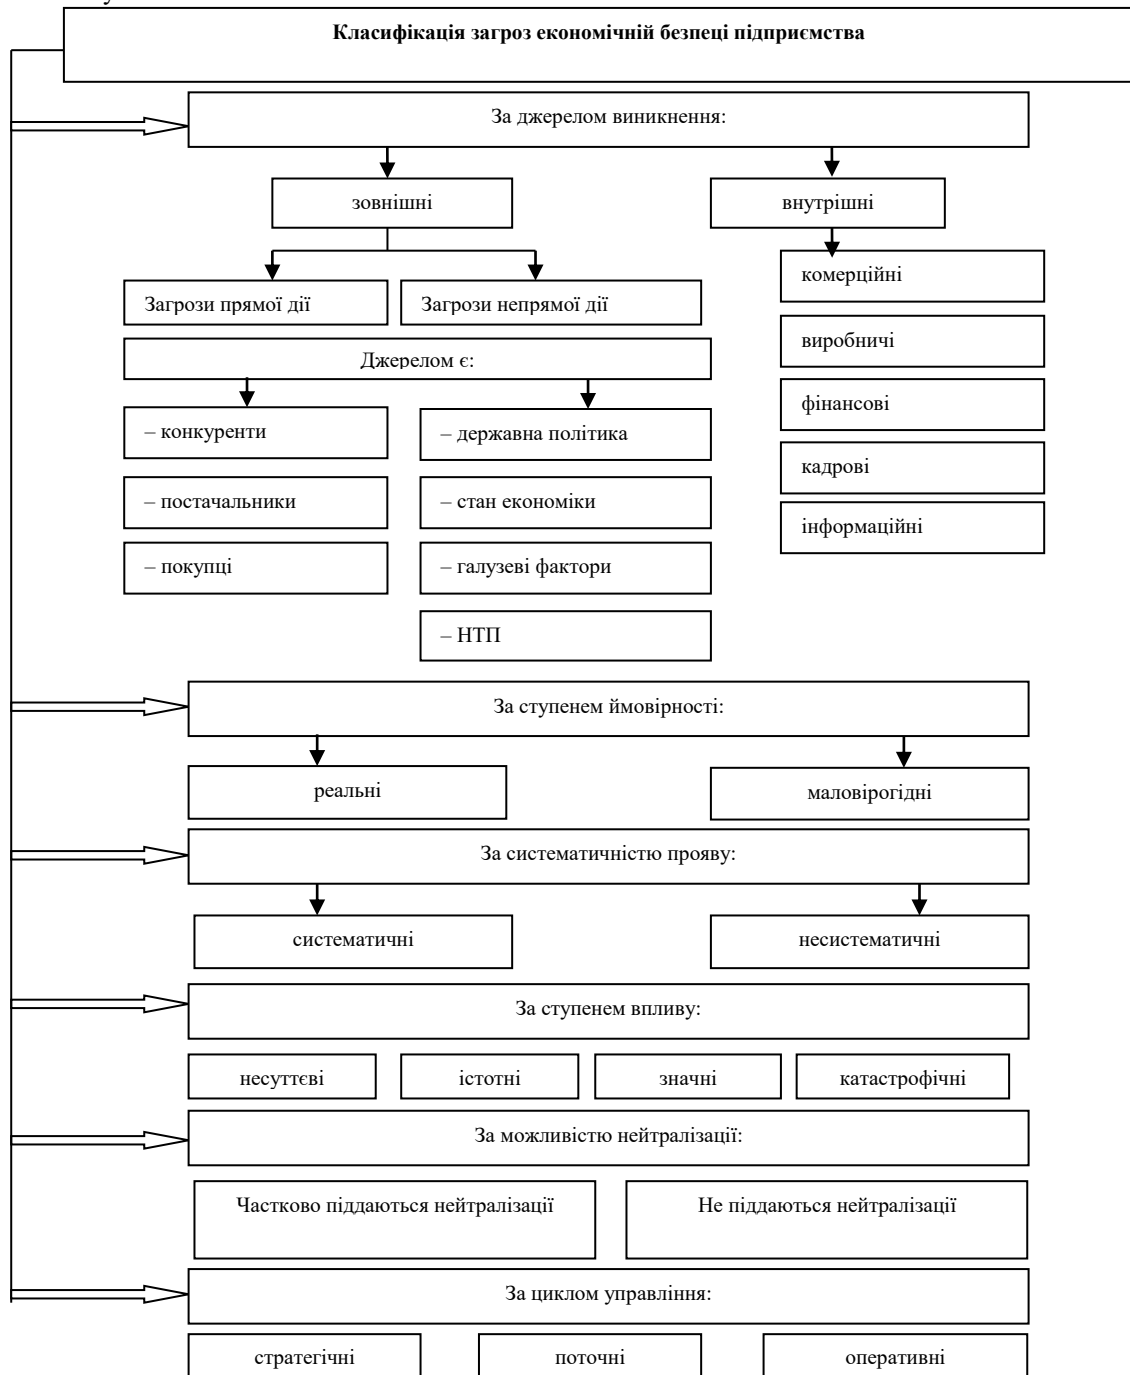 Класифікація загроз економічній безпеці підприємства
За джерелом виникнення:
зовнішні
внутрішні
Загрози прямої дії
Загрози непрямої дії
Джерелом є:
– конкуренти
– постачальники
– покупці
– державна політика
– стан економіки
– галузеві фактори
– НТП
комерційні
виробничі
фінансові
кадрові
інформаційні
За ступенем ймовірності:
реальні
маловірогідні
За систематичністю прояву:
систематичні
несистематичні
За ступенем впливу:
несуттєві
істотні
значні
катастрофічні
За можливістю нейтралізації:
Частково піддаються нейтралізації
Не піддаються нейтралізації
За циклом управління:
стратегічні
поточні
оперативні